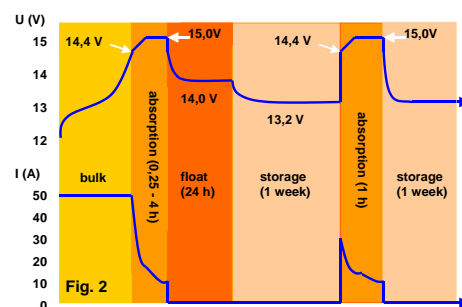 U (V)
15
14
13
12
14,4 V
15,0V
14,0 V
13,2 V
14,4 V
15,0V
bulk
absorption (0,25 - 4 h)
float
(24 h)
storage
(1 week)
absorption (1 h)
storage
(1 week)
I (A)
50
40
30
20
10
0
Fig. 2